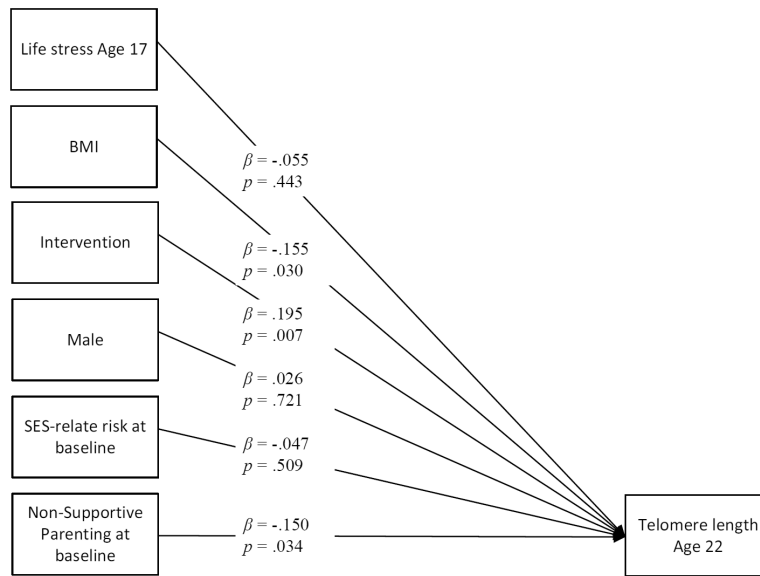 Life stress Age 17
BMI
Intervention
Male
SES-relate risk at
baseline
Non-Supportive
Parenting at
baseline
β = -.055
p = .443
β = -.155
p = .030
β = .195
p = .007
β = .026
p = .721
β = -.047
p = .509
β = -.150
p = .034
Telomere length
Age 22